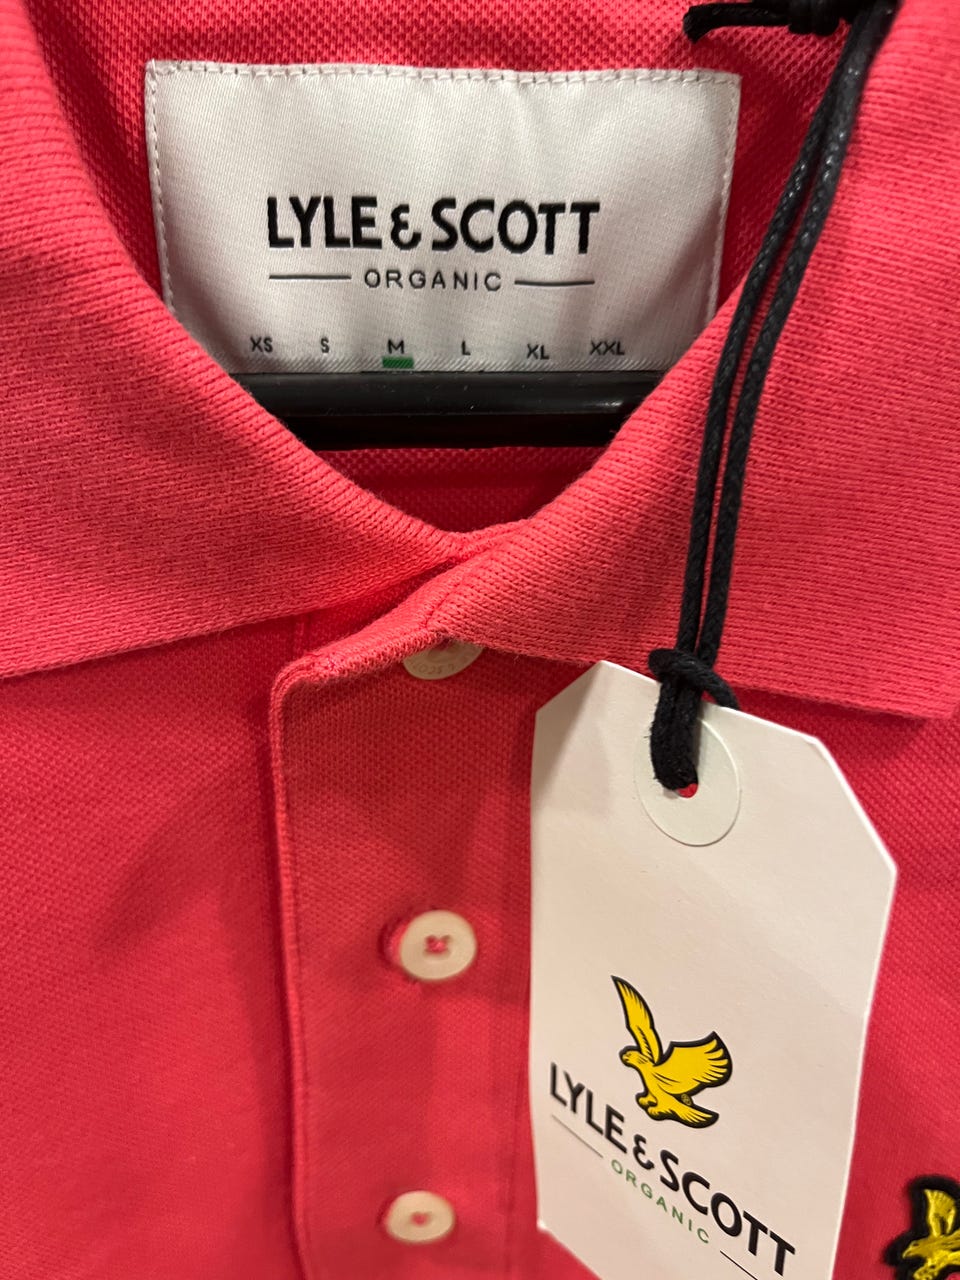 LYLE & SCOTT
ORGANIC
XS S M L XL XXL
LYLE & SCOTT
ORGANIC